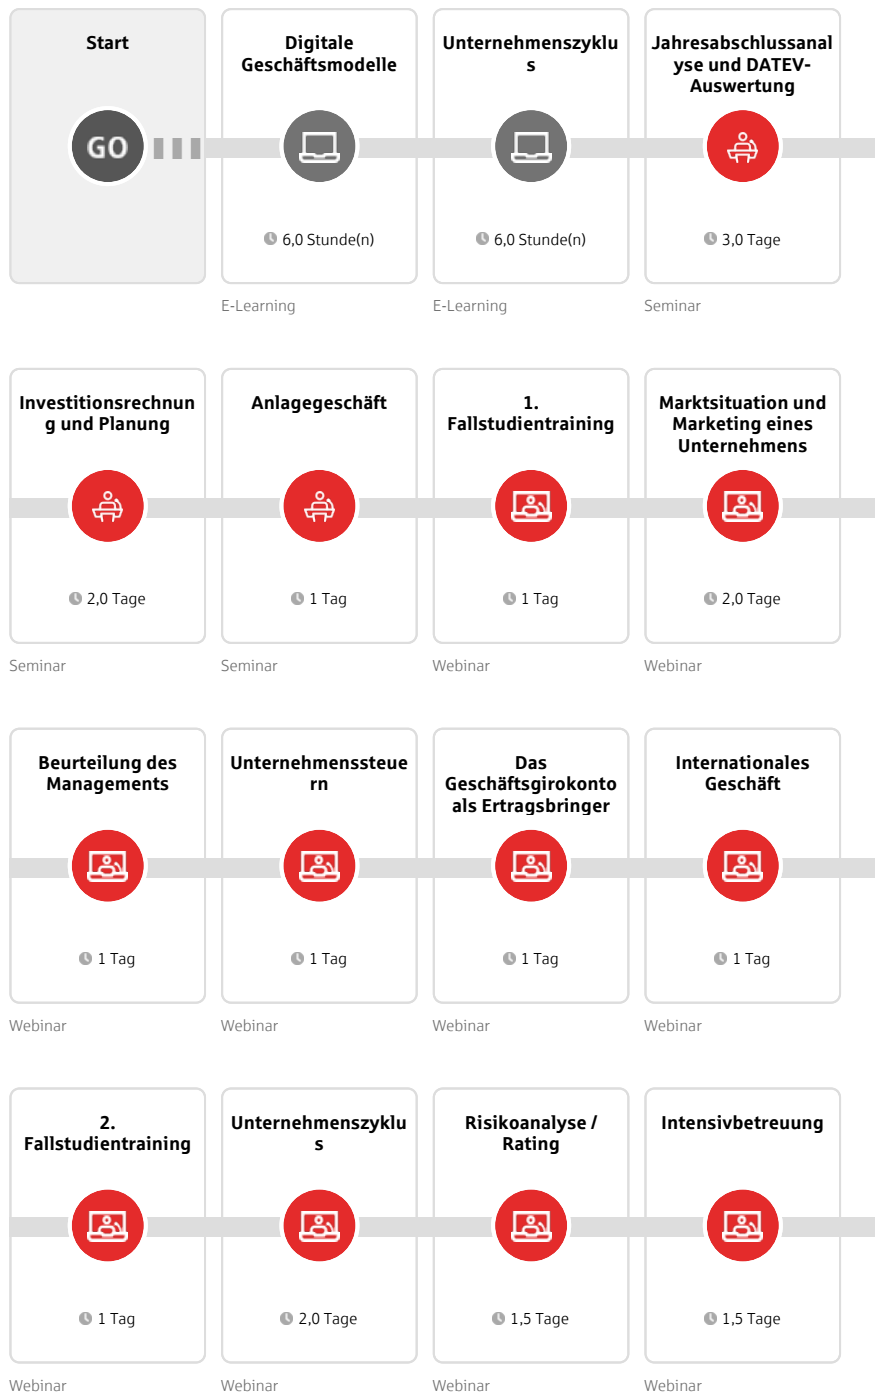 Start
GO
Digitale
Geschäftsmodelle
6,0 Stunde(n)
E-Learning
Unternehmenszyklu
s
6,0 Stunde(n)
E-Learning
Jahresabschlussanal
yse und DATEV-
Auswertung
3,0 Tage
Seminar
Investitionsrechnun
g und Planung
2,0 Tage
Seminar
Anlagegeschäft
1 Tag
Seminar
1.
Fallstudientraining
1 Tag
Webinar
Marktsituation und
Marketing eines
Unternehmens
2,0 Tage
Webinar
Beurteilung des
Managements
1 Tag
Webinar
Unternehmenssteue
rn
1 Tag
Webinar
Das
Geschäftsgirokonto
als Ertragsbringer
1 Tag
Webinar
Internationales
Geschäft
1 Tag
Webinar
2.
Fallstudientraining
1 Tag
Webinar
Unternehmenszyklu
s
2,0 Tage
Webinar
Risikoanalyse /
Rating
1,5 Tage
Webinar
Intensivbetreuung
1,5 Tage
Webinar